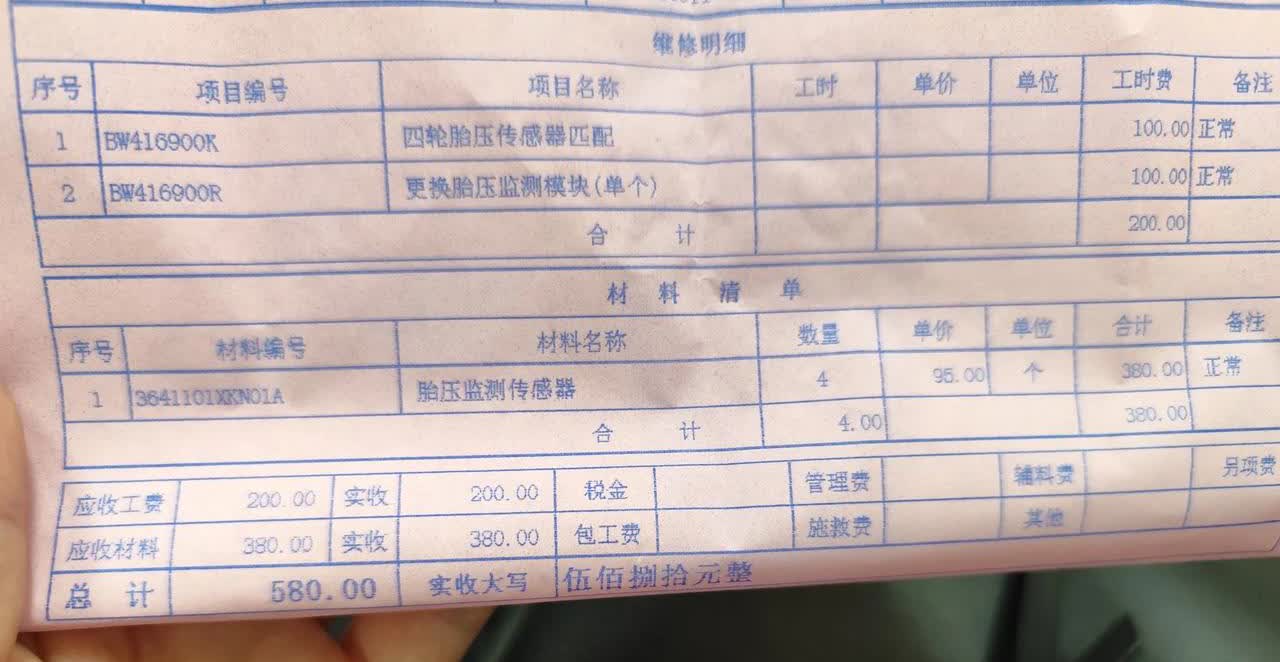 维修明细
序号 项目编号 项目名称 工时 单价 单位 工时费 备注
1 BW416900K 四轮胎压传感器匹配 100.00 正常
2 BW416900R 更换胎压监测模块(单个) 100.00 正常
合 计 200.00
材 料 清 单
序号 材料编号 材料名称 数量 单价 单位 合计 备注
1 3641101XKN01A 胎压监测传感器 4 95.00 个 380.00 正常
合 计 4.00 380.00
应收工费 200.00 实收 200.00 税金 管理费 辅料费 另项费
应收材料 380.00 实收 380.00 包工费 施救费 其他
总 计 580.00 实收大写 伍佰捌拾元整